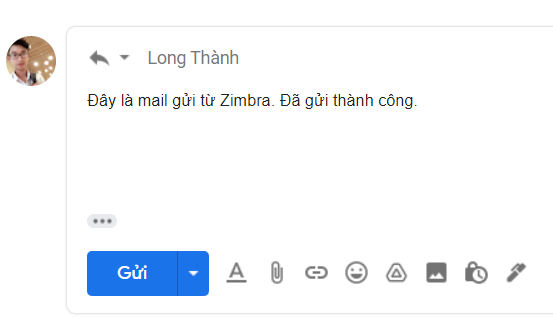 Long Thành
Đây là mail gửi từ Zimbra. Đã gửi thành công.
Gửi